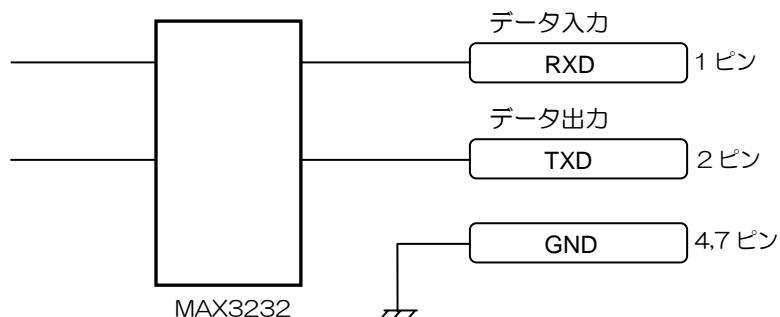 データ入力
RXD 1 ピン
データ出力
TXD 2 ピン
GND 4,7 ピン
MAX3232